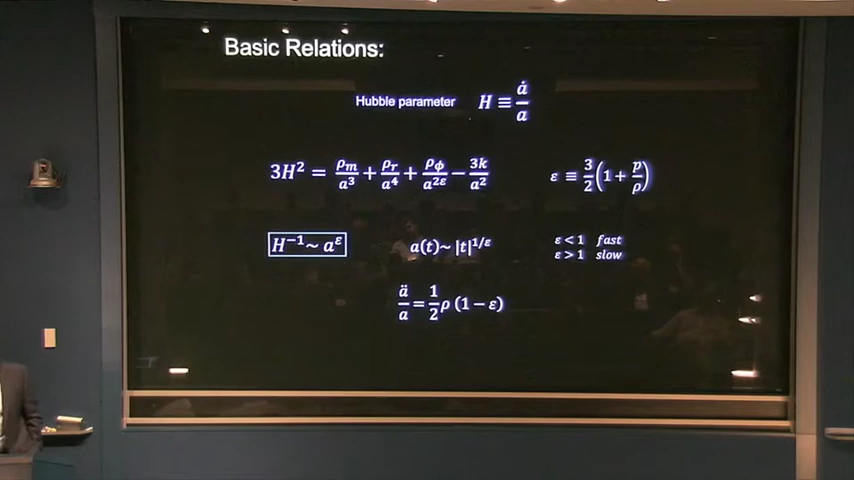 Basic Relations:
Hubble parameter H ≡ ȧ/a
3H² = ρₘ/a³ + ρᵣ/a⁴ + ρ_ϕ/a^{2ε} − 3k/a²    ε ≡ 3/2(1 + p/ρ)
H⁻¹~ a^ε    a(t)~ |t|^{1/ε}    ε < 1 fast
ε > 1 slow
ä/a = 1/2 ρ (1 − ε)